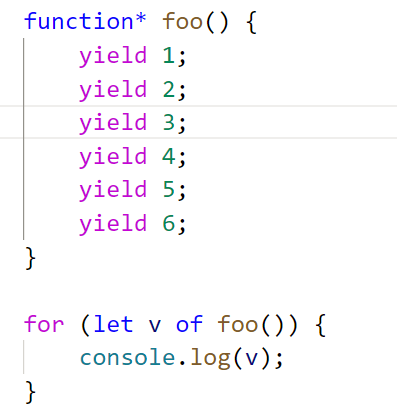 function* foo() {
    yield 1;
    yield 2;
    yield 3;
    yield 4;
    yield 5;
    yield 6;
}

for (let v of foo()) {
    console.log(v);
}